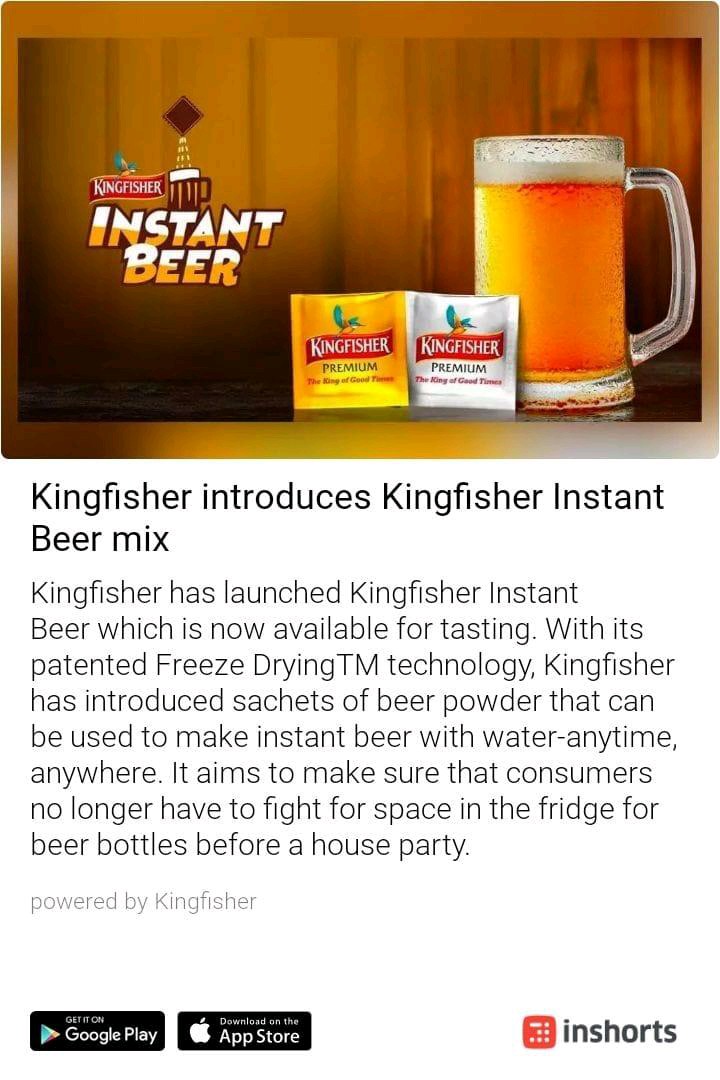 KINGFISHER
INSTANT
BEER
KINGFISHER
PREMIUM
The King of Good Times
KINGFISHER
PREMIUM
The King of Good Times
Kingfisher introduces Kingfisher Instant
Beer mix
Kingfisher has launched Kingfisher Instant
Beer which is now available for tasting. With its
patented Freeze DryingTM technology, Kingfisher
has introduced sachets of beer powder that can
be used to make instant beer with water-anytime,
anywhere. It aims to make sure that consumers
no longer have to fight for space in the fridge for
beer bottles before a house party.
powered by Kingfisher
GET IT ON
Google Play
Download on the
App Store
inshorts